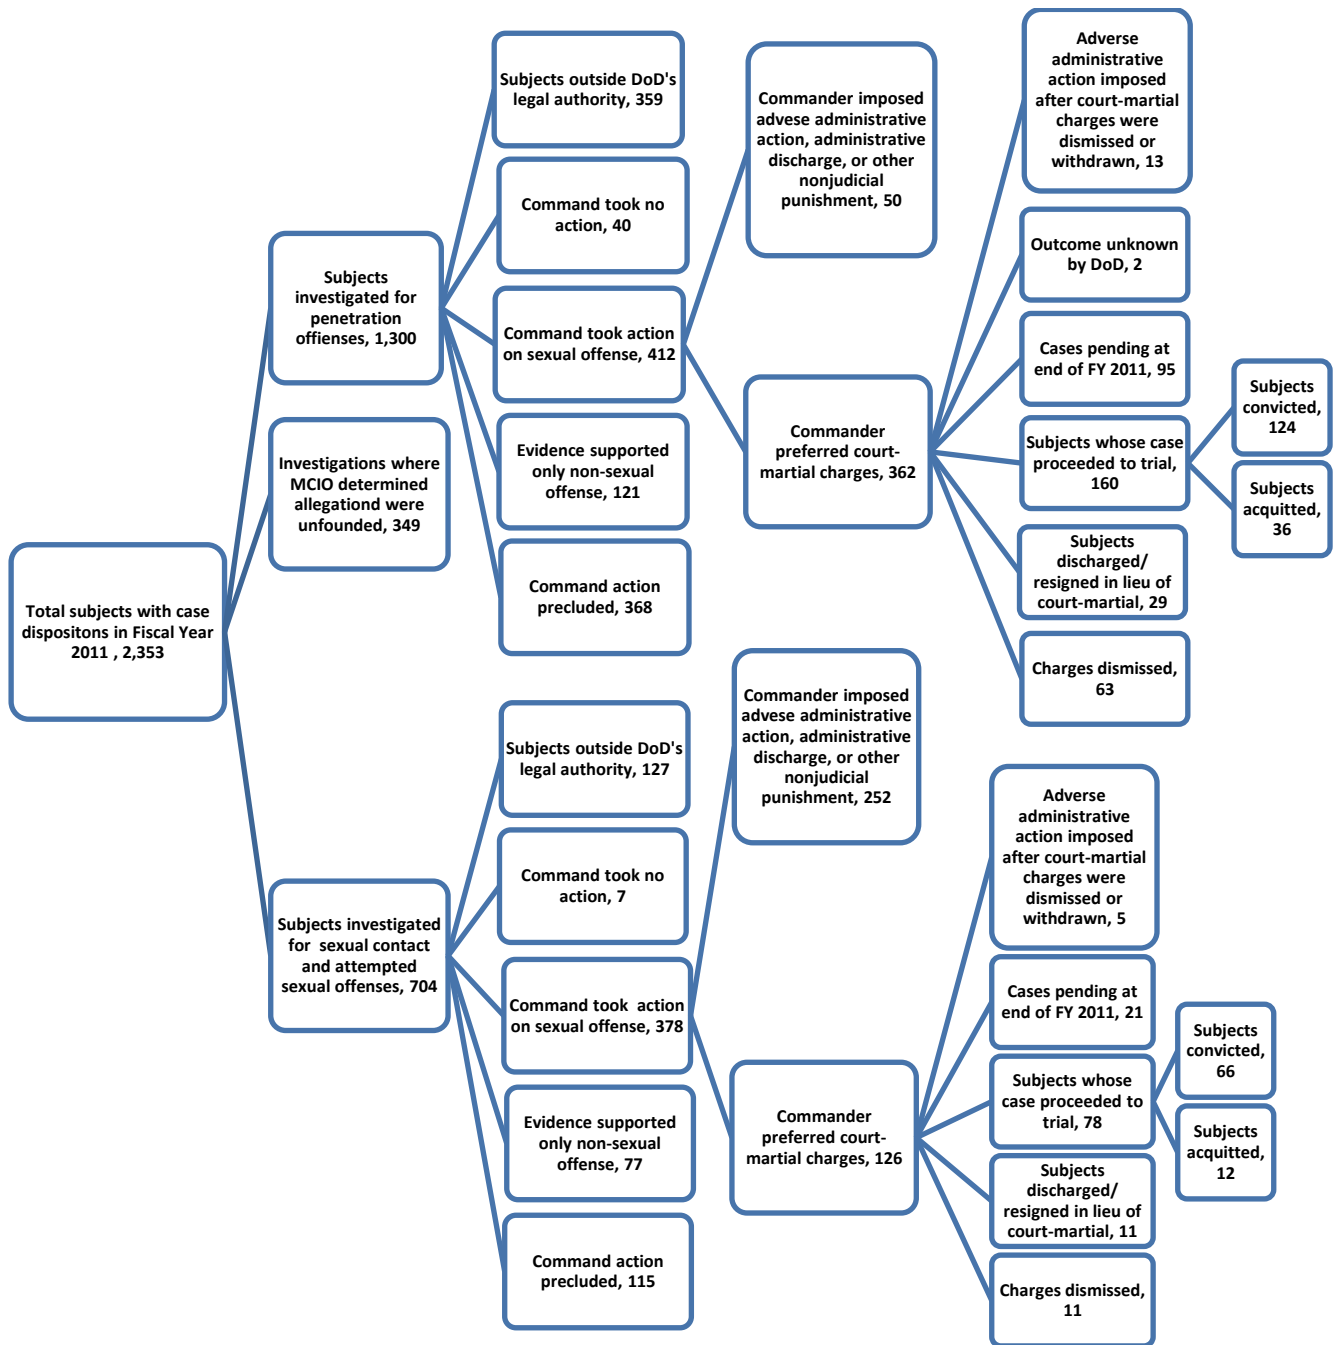 Total subjects with case
dispositons in Fiscal Year
2011 , 2,353
Subjects
investigated for
penetration
offienses, 1,300
Investigations where
MCIO determined
allegationd were
unfounded, 349
Subjects investigated
for sexual contact
and attempted
sexual offenses, 704
Subjects outside DoD's
legal authority, 359
Command took no
action, 40
Command took action
on sexual offense, 412
Evidence supported
only non-sexual
offense, 121
Command action
precluded, 368
Commander imposed
advese administrative
action, administrative
discharge, or other
nonjudicial
punishment, 50
Commander
preferred court-
martial charges, 362
Adverse
administrative
action imposed
after court-martial
charges were
dismissed or
withdrawn, 13
Outcome unknown
by DoD, 2
Cases pending at
end of FY 2011, 95
Subjects whose case
proceeded to trial,
160
Subjects
discharged/
resigned in lieu of
court-martial, 29
Charges dismissed,
63
Subjects
convicted,
124
Subjects
acquitted,
36
Subjects outside DoD's
legal authority, 127
Command took no
action, 7
Command took  action
on sexual offense, 378
Evidence supported
only non-sexual
offense, 77
Command action
precluded, 115
Commander imposed
advese administrative
action, administrative
discharge, or other
nonjudicial
punishment, 252
Commander
preferred court-
martial charges, 126
Adverse
administrative
action imposed
after court-martial
charges were
dismissed or
withdrawn, 5
Cases pending at
end of FY 2011, 21
Subjects whose
case proceeded to
trial, 78
Subjects
discharged/
resigned in lieu of
court-martial, 11
Charges dismissed,
11
Subjects
convicted,
66
Subjects
acquitted,
12